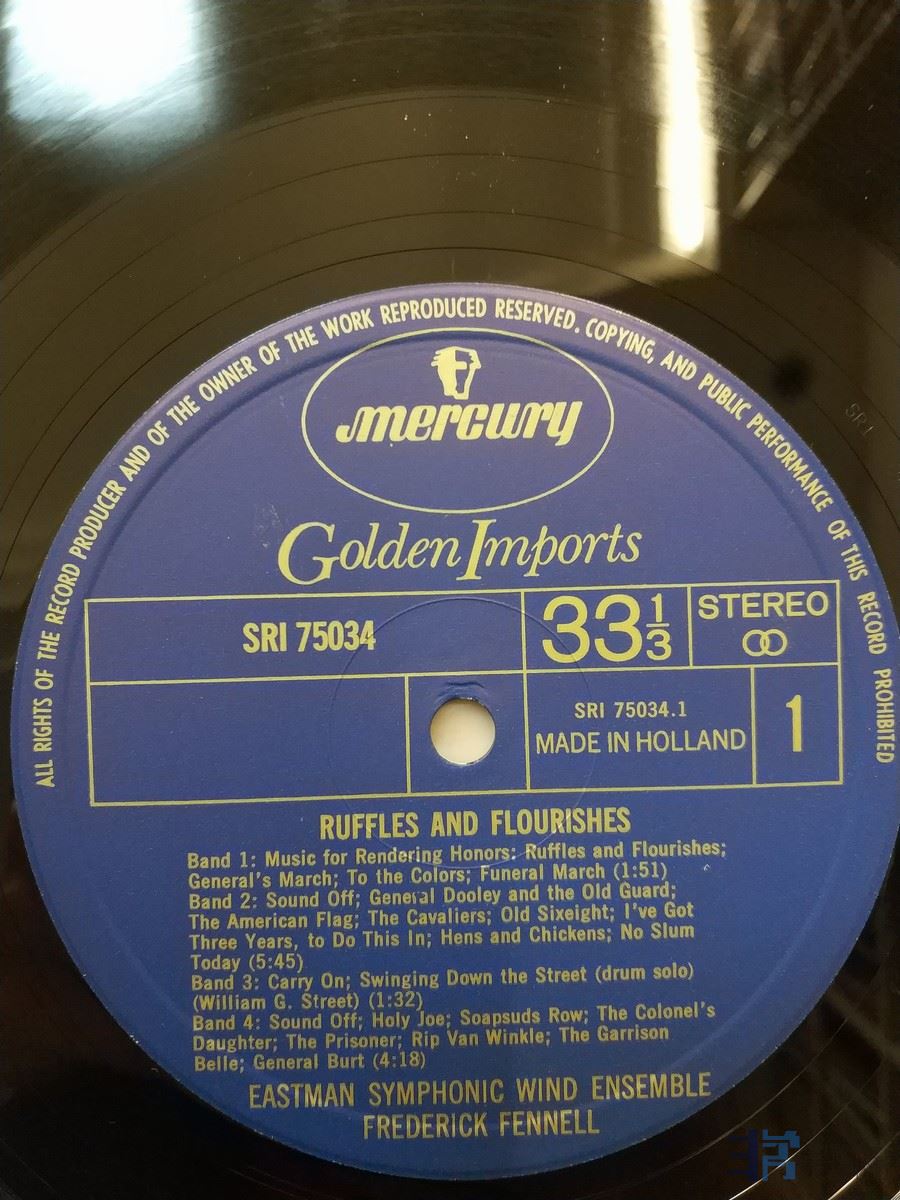 ALL RIGHTS OF THE RECORD PRODUCER AND OF THE OWNER OF THE WORK REPRODUCED RESERVED. COPYING, AND PUBLIC PERFORMANCE OF THIS RECORD PROHIBITED
mercury
Golden Imports
SRI 75034
33 1/3
STEREO
SRI 75034.1
MADE IN HOLLAND
1
RUFFLES AND FLOURISHES
Band 1: Music for Rendering Honors: Ruffles and Flourishes;
General's March; To the Colors; Funeral March (1:51)
Band 2: Sound Off; General Dooley and the Old Guard;
The American Flag; The Cavaliers; Old Sixeight; I've Got
Three Years, to Do This In; Hens and Chickens; No Slum
Today (5:45)
Band 3: Carry On; Swinging Down the Street (drum solo)
(William G. Street) (1:32)
Band 4: Sound Off; Holy Joe; Soapsuds Row; The Colonel's
Daughter; The Prisoner; Rip Van Winkle; The Garrison
Belle; General Burt (4:18)
EASTMAN SYMPHONIC WIND ENSEMBLE
FREDERICK FENNELL